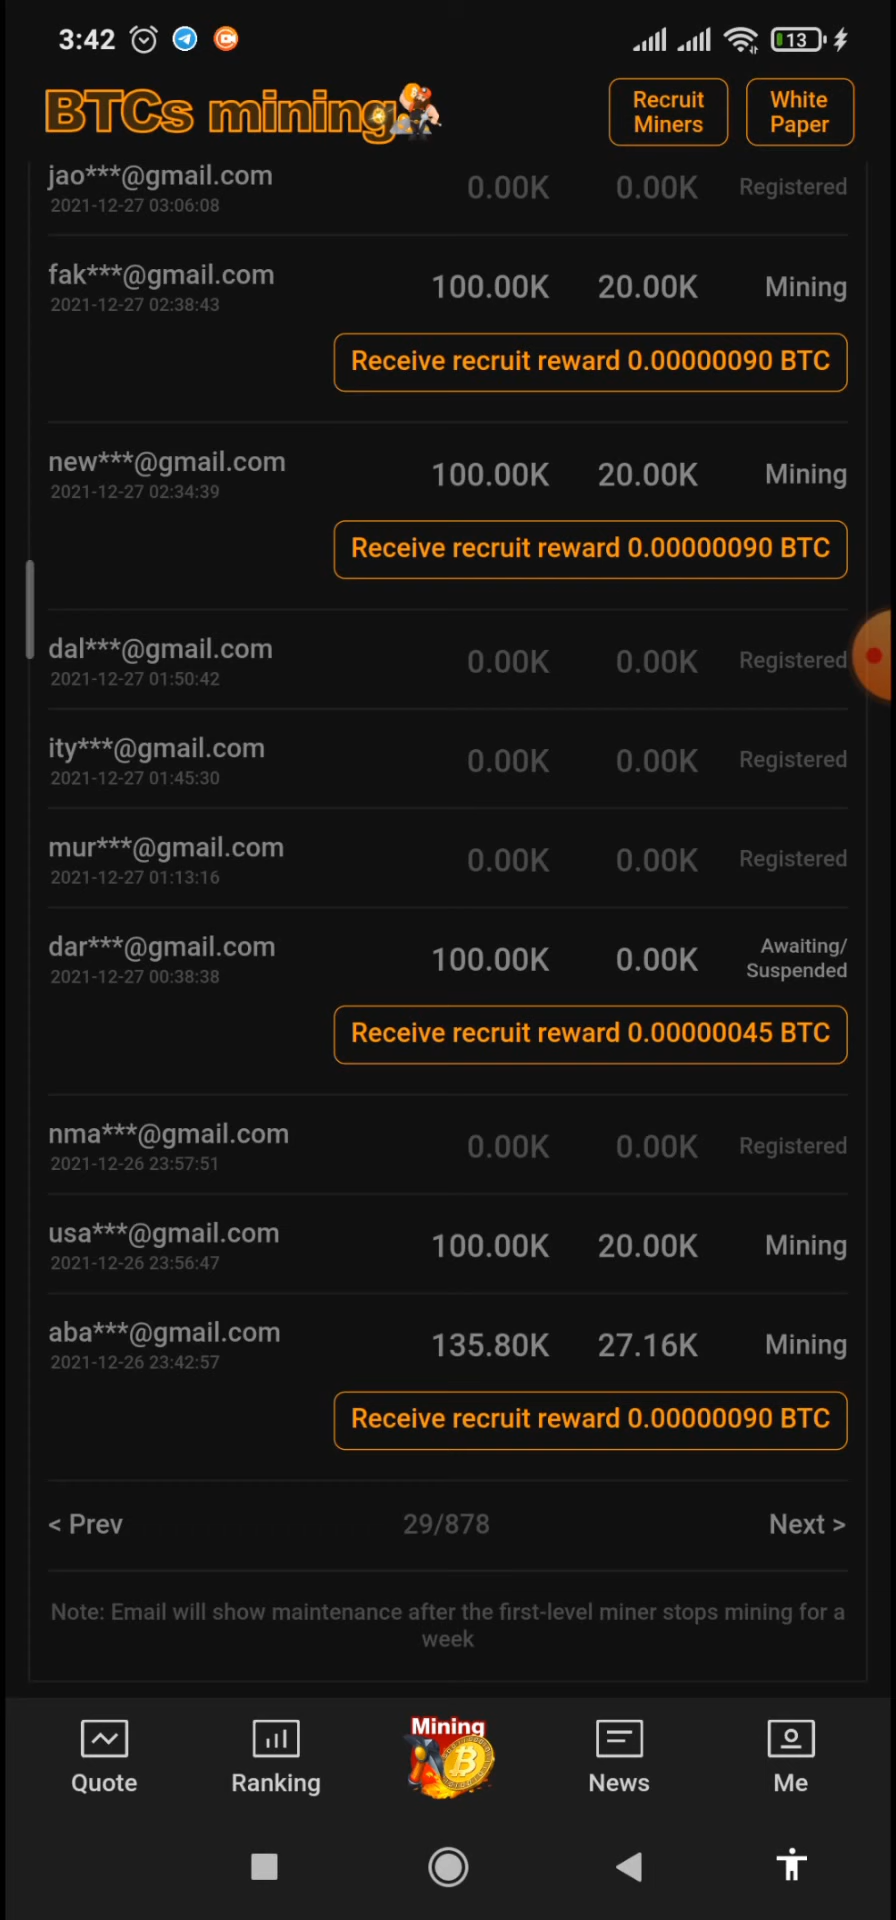 3:42
13
BTCs mining
Recruit
Miners
White
Paper
jao***@gmail.com 0.00K 0.00K Registered
2021-12-27 03:06:08
fak***@gmail.com 100.00K 20.00K Mining
2021-12-27 02:38:43
Receive recruit reward 0.00000090 BTC
new***@gmail.com 100.00K 20.00K Mining
2021-12-27 02:34:39
Receive recruit reward 0.00000090 BTC
dal***@gmail.com 0.00K 0.00K Registered
2021-12-27 01:50:42
ity***@gmail.com 0.00K 0.00K Registered
2021-12-27 01:45:30
mur***@gmail.com 0.00K 0.00K Registered
2021-12-27 01:13:16
dar***@gmail.com 100.00K 0.00K Awaiting/
Suspended
2021-12-27 00:38:38
Receive recruit reward 0.00000045 BTC
nma***@gmail.com 0.00K 0.00K Registered
2021-12-26 23:57:51
usa***@gmail.com 100.00K 20.00K Mining
2021-12-26 23:56:47
aba***@gmail.com 135.80K 27.16K Mining
2021-12-26 23:42:57
Receive recruit reward 0.00000090 BTC
< Prev 29/878 Next >
Note: Email will show maintenance after the first-level miner stops mining for a
week
Mining
Quote Ranking News Me